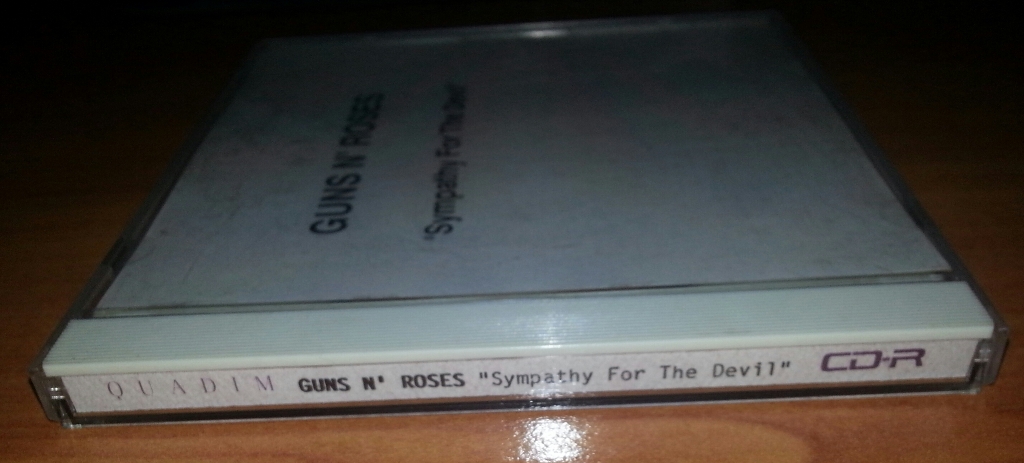 GUNS N' ROSES
"Sympathy For The Devil"
QUADIM GUNS N' ROSES "Sympathy For The Devil" CD-R